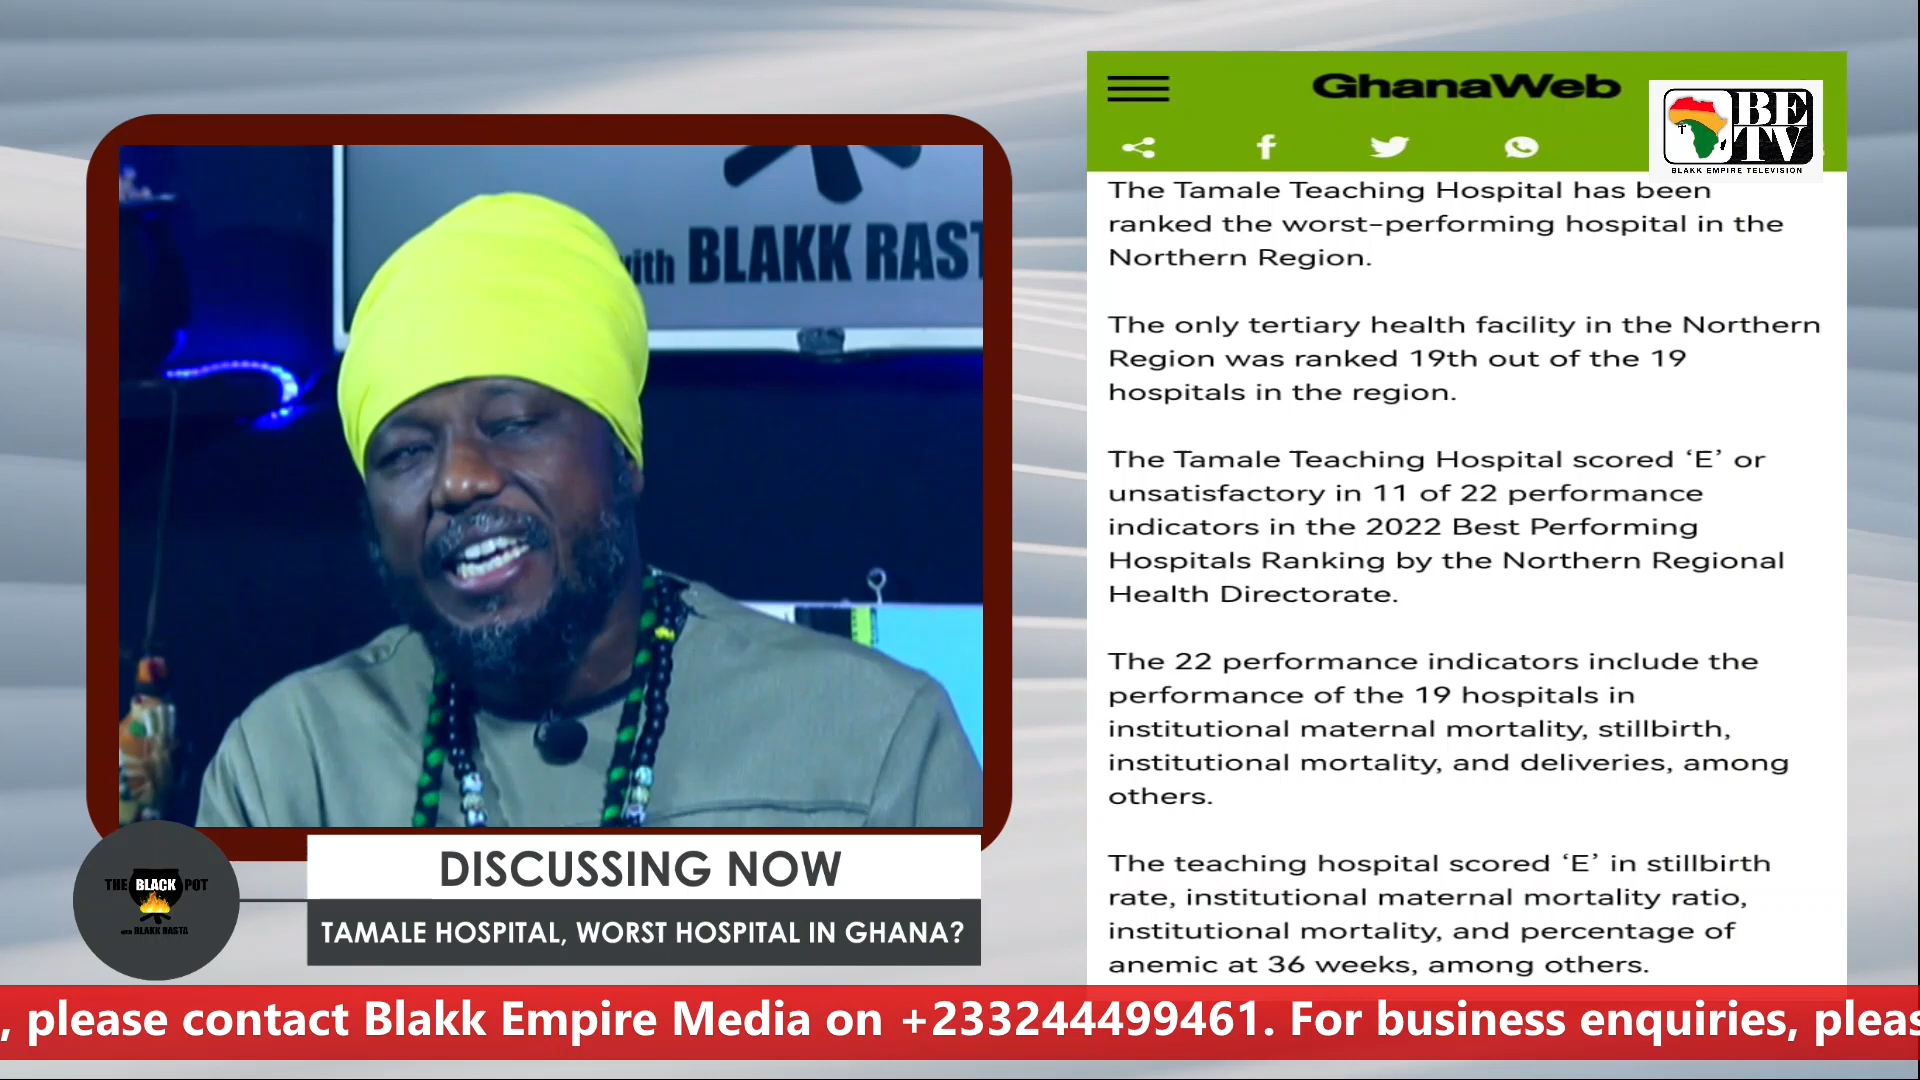 with BLAKK RAST
GhanaWeb
BE
TV
BLAKK EMPIRE TELEVISION
The Tamale Teaching Hospital has been
ranked the worst-performing hospital in the
Northern Region.
The only tertiary health facility in the Northern
Region was ranked 19th out of the 19
hospitals in the region.
The Tamale Teaching Hospital scored ‘E’ or
unsatisfactory in 11 of 22 performance
indicators in the 2022 Best Performing
Hospitals Ranking by the Northern Regional
Health Directorate.
The 22 performance indicators include the
performance of the 19 hospitals in
institutional maternal mortality, stillbirth,
institutional mortality, and deliveries, among
others.
The teaching hospital scored ‘E’ in stillbirth
rate, institutional maternal mortality ratio,
institutional mortality, and percentage of
anemic at 36 weeks, among others.
THE BLACK POT
with BLAKK RASTA
DISCUSSING NOW
TAMALE HOSPITAL, WORST HOSPITAL IN GHANA?
, please contact Blakk Empire Media on +233244499461. For business enquiries, pleas